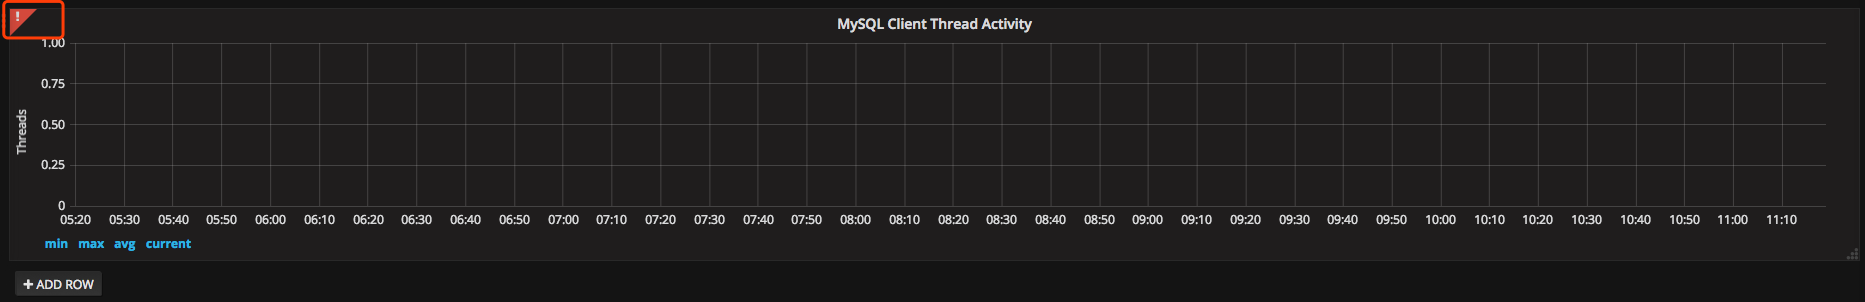 !
MySQL Client Thread Activity
Threads
1.00
0.75
0.50
0.25
0
05:20 05:30 05:40 05:50 06:00 06:10 06:20 06:30 06:40 06:50 07:00 07:10 07:20 07:30 07:40 07:50 08:00 08:10 08:20 08:30 08:40 08:50 09:00 09:10 09:20 09:30 09:40 09:50 10:00 10:10 10:20 10:30 10:40 10:50 11:00 11:10
min max avg current
+ ADD ROW